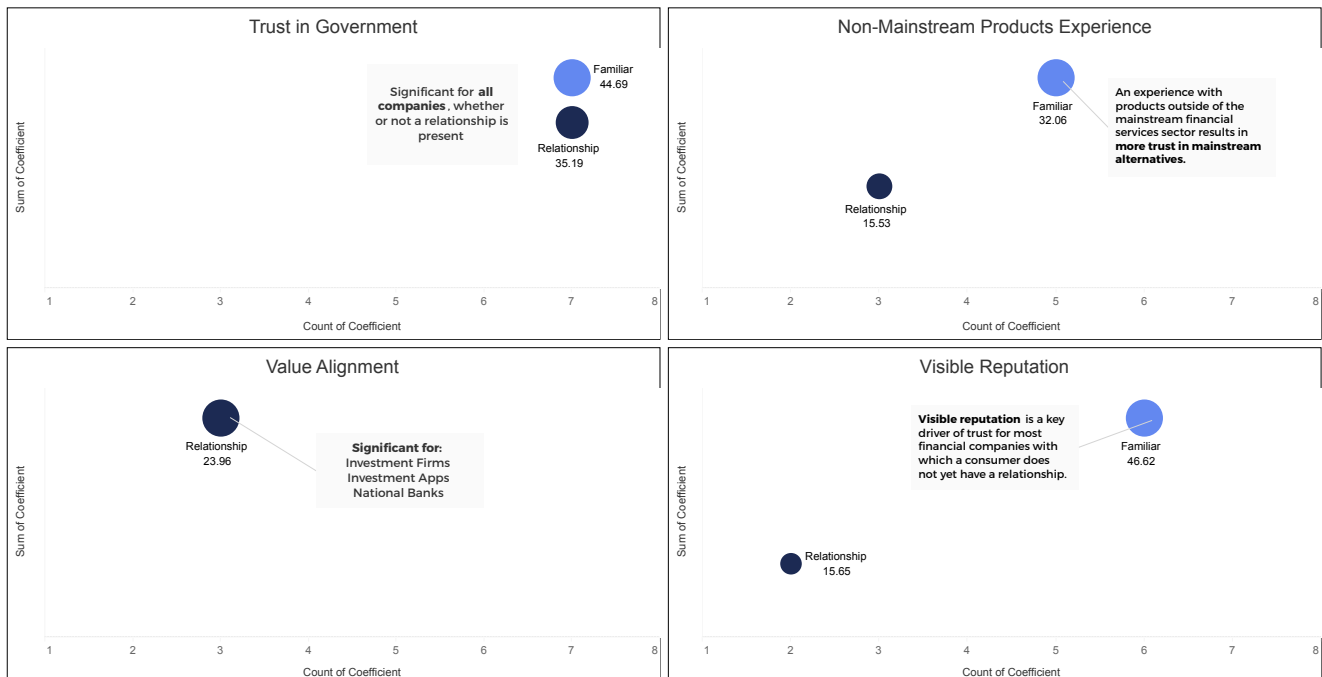 Trust in Government
Sum of Coefficient
Significant for all
companies, whether
or not a relationship is
present
Familiar
44.69
Relationship
35.19
1 2 3 4 5 6 7 8
Count of Coefficient
Non-Mainstream Products Experience
Sum of Coefficient
Familiar
32.06
An experience with
products outside of the
mainstream financial
services sector results in
more trust in mainstream
alternatives.
Relationship
15.53
1 2 3 4 5 6 7 8
Count of Coefficient
Value Alignment
Sum of Coefficient
Relationship
23.96
Significant for:
Investment Firms
Investment Apps
National Banks
1 2 3 4 5 6 7 8
Count of Coefficient
Visible Reputation
Sum of Coefficient
Visible reputation is a key
driver of trust for most
financial companies with
which a consumer does
not yet have a relationship.
Familiar
46.62
Relationship
15.65
1 2 3 4 5 6 7 8
Count of Coefficient